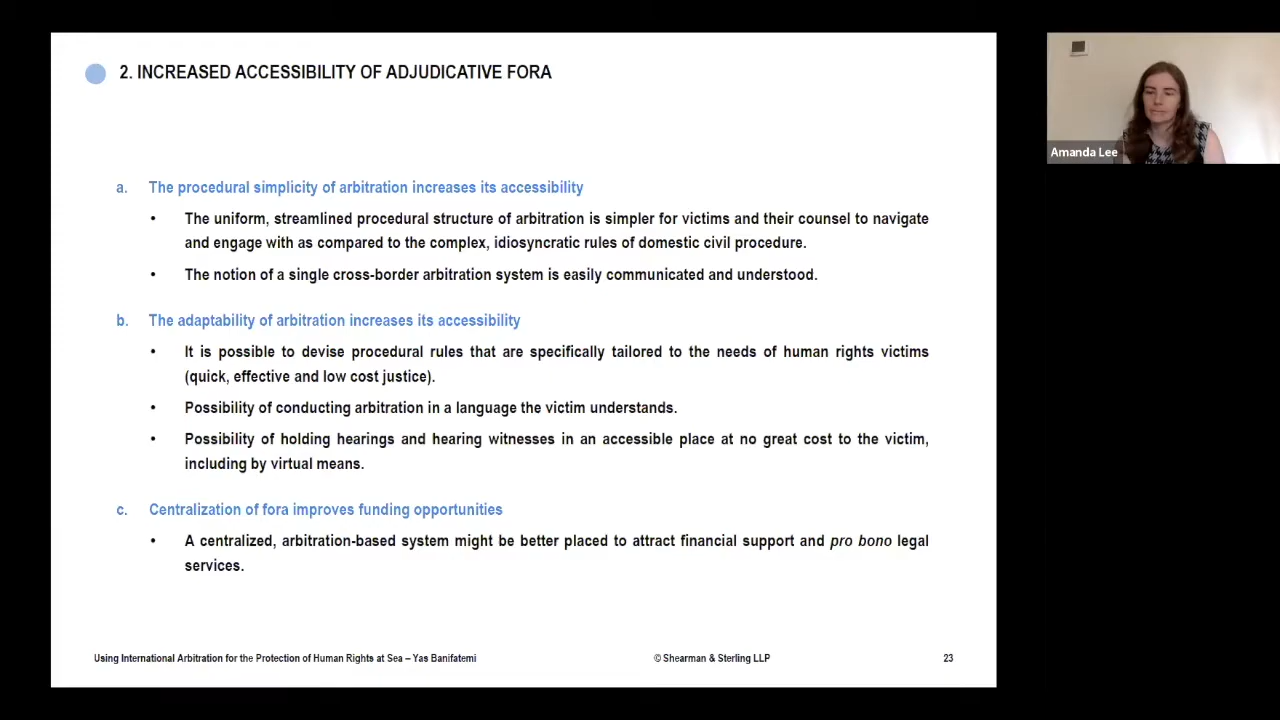 2. INCREASED ACCESSIBILITY OF ADJUDICATIVE FORA
Amanda Lee
a. The procedural simplicity of arbitration increases its accessibility
• The uniform, streamlined procedural structure of arbitration is simpler for victims and their counsel to navigate
and engage with as compared to the complex, idiosyncratic rules of domestic civil procedure.
• The notion of a single cross-border arbitration system is easily communicated and understood.
b. The adaptability of arbitration increases its accessibility
• It is possible to devise procedural rules that are specifically tailored to the needs of human rights victims
(quick, effective and low cost justice).
• Possibility of conducting arbitration in a language the victim understands.
• Possibility of holding hearings and hearing witnesses in an accessible place at no great cost to the victim,
including by virtual means.
c. Centralization of fora improves funding opportunities
• A centralized, arbitration-based system might be better placed to attract financial support and pro bono legal
services.
Using International Arbitration for the Protection of Human Rights at Sea – Yas Banifatemi
© Shearman & Sterling LLP
23